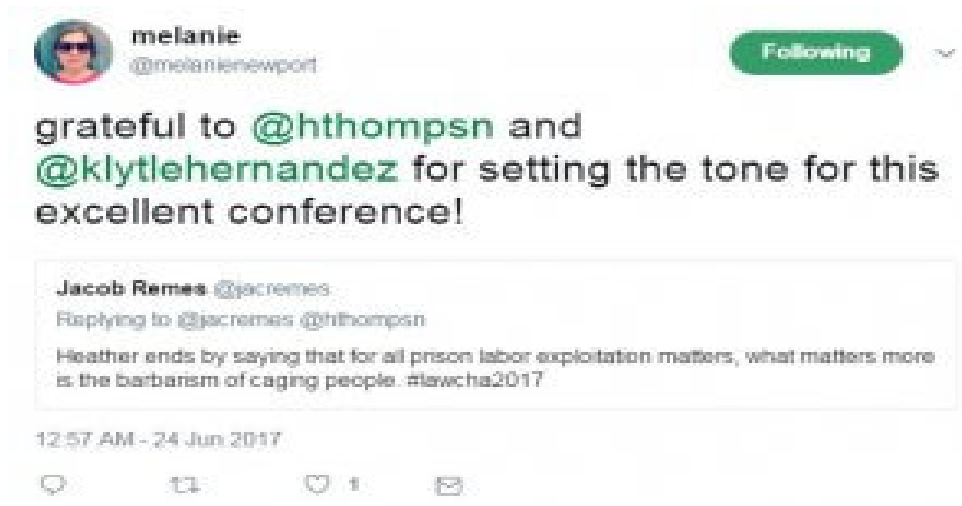 melanie
@melanienewport
Following
grateful to @hthompsn and
@klytlehernandez for setting the tone for this
excellent conference!
Jacob Remes @jacremes
Replying to @jacremes @hthompsn
Heather ends by saying that for all prison labor exploitation matters, what matters more
is the barbarism of caging people. #lawcha2017
12:57 AM - 24 Jun 2017
1